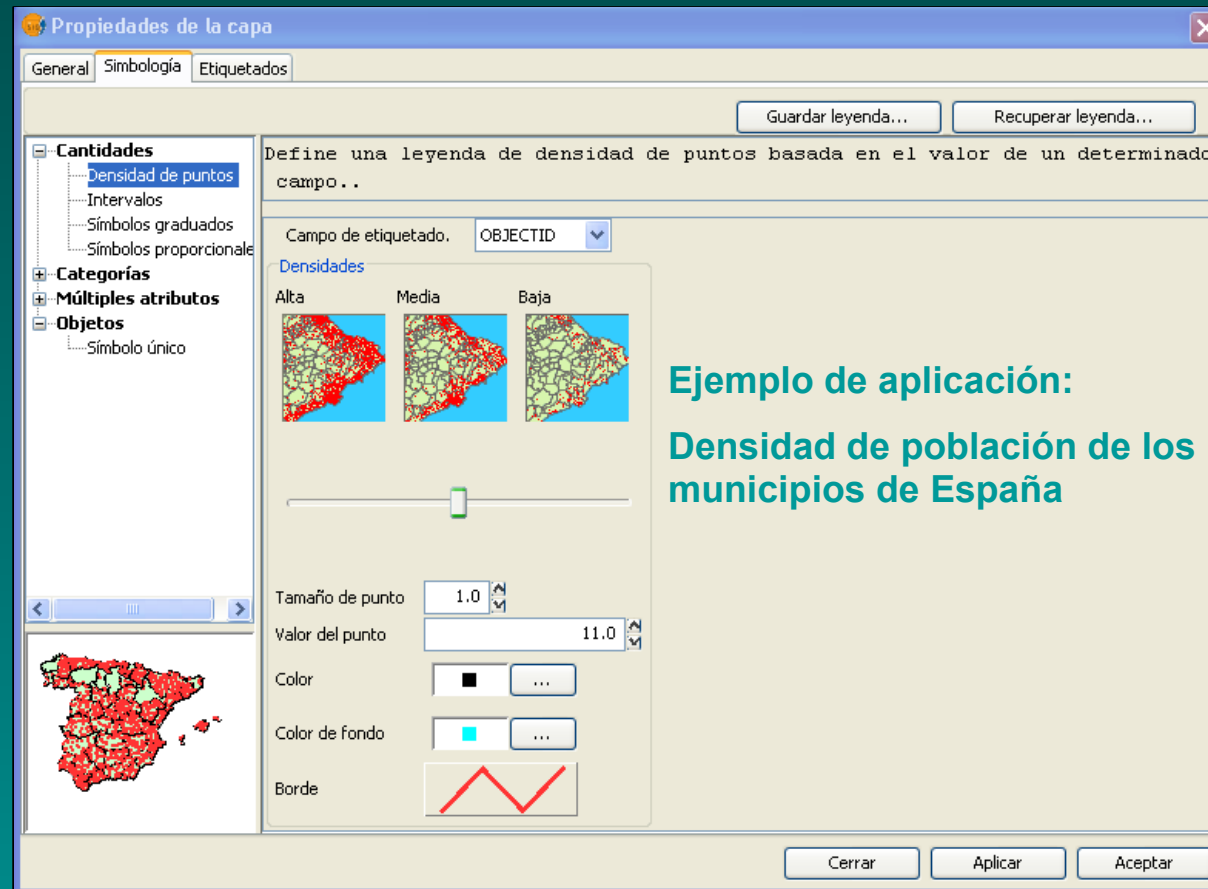 Propiedades de la capa
General Simbología Etiquetados
Guardar leyenda... Recuperar leyenda...
Cantidades
Densidad de puntos
Intervalos
Símbolos graduados
Símbolos proporcionale
Categorías
Múltiples atributos
Objetos
Símbolo único
Define una leyenda de densidad de puntos basada en el valor de un determinado
campo..
Campo de etiquetado. OBJECTID
Densidades
Alta Media Baja
Ejemplo de aplicación:
Densidad de población de los
municipios de España
Tamaño de punto 1.0
Valor del punto 11.0
Color ...
Color de fondo ...
Borde
Cerrar Aplicar Aceptar